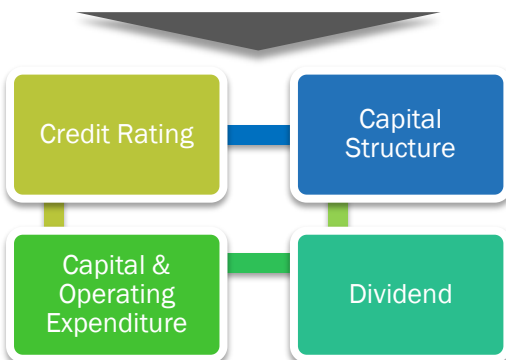 Credit Rating
Capital
Structure
Capital &
Operating
Expenditure
Dividend